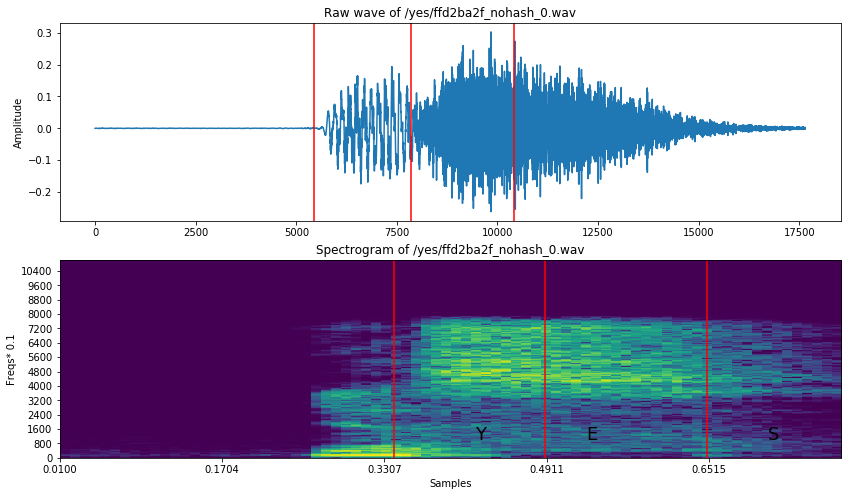 Raw wave of /yes/ffd2ba2f_nohash_0.wav
0.3
0.2
0.1
0.0
−0.1
−0.2
Amplitude
0 2500 5000 7500 10000 12500 15000 17500
Spectrogram of /yes/ffd2ba2f_nohash_0.wav
10400
9600
8800
8000
7200
6400
5600
4800
4000
3200
2400
1600
800
0
Freqs* 0.1
Y E S
0.0100 0.1704 0.3307 0.4911 0.6515
Samples